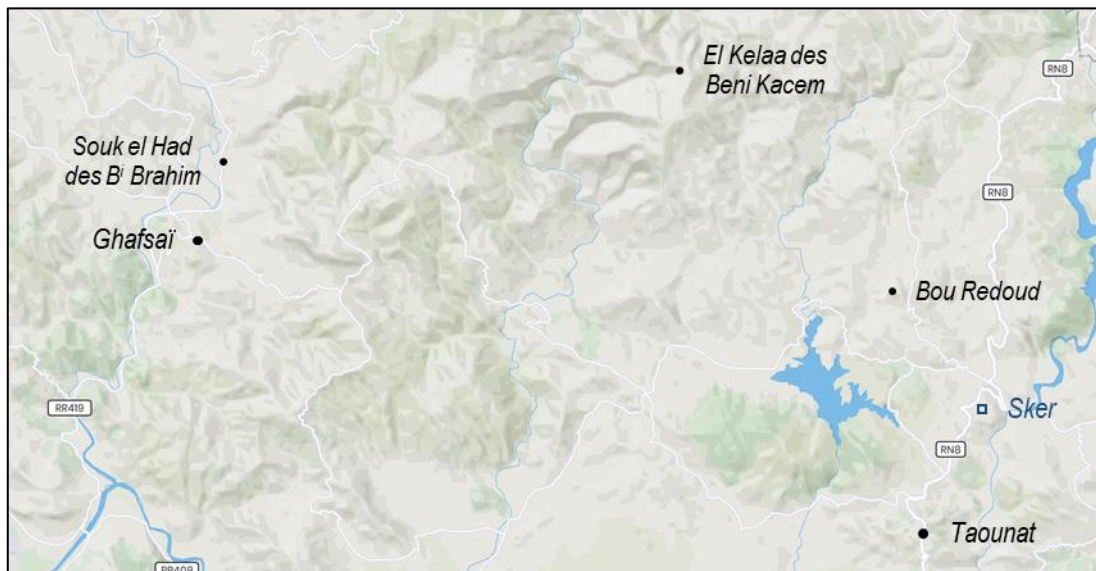 El Kelaa des
Beni Kacem
RN8
Souk el Had
des Bⁱ Brahim
RN8
Ghafsaï
Bou Redoud
RR419
Sker
RN8
Taounat
RR408